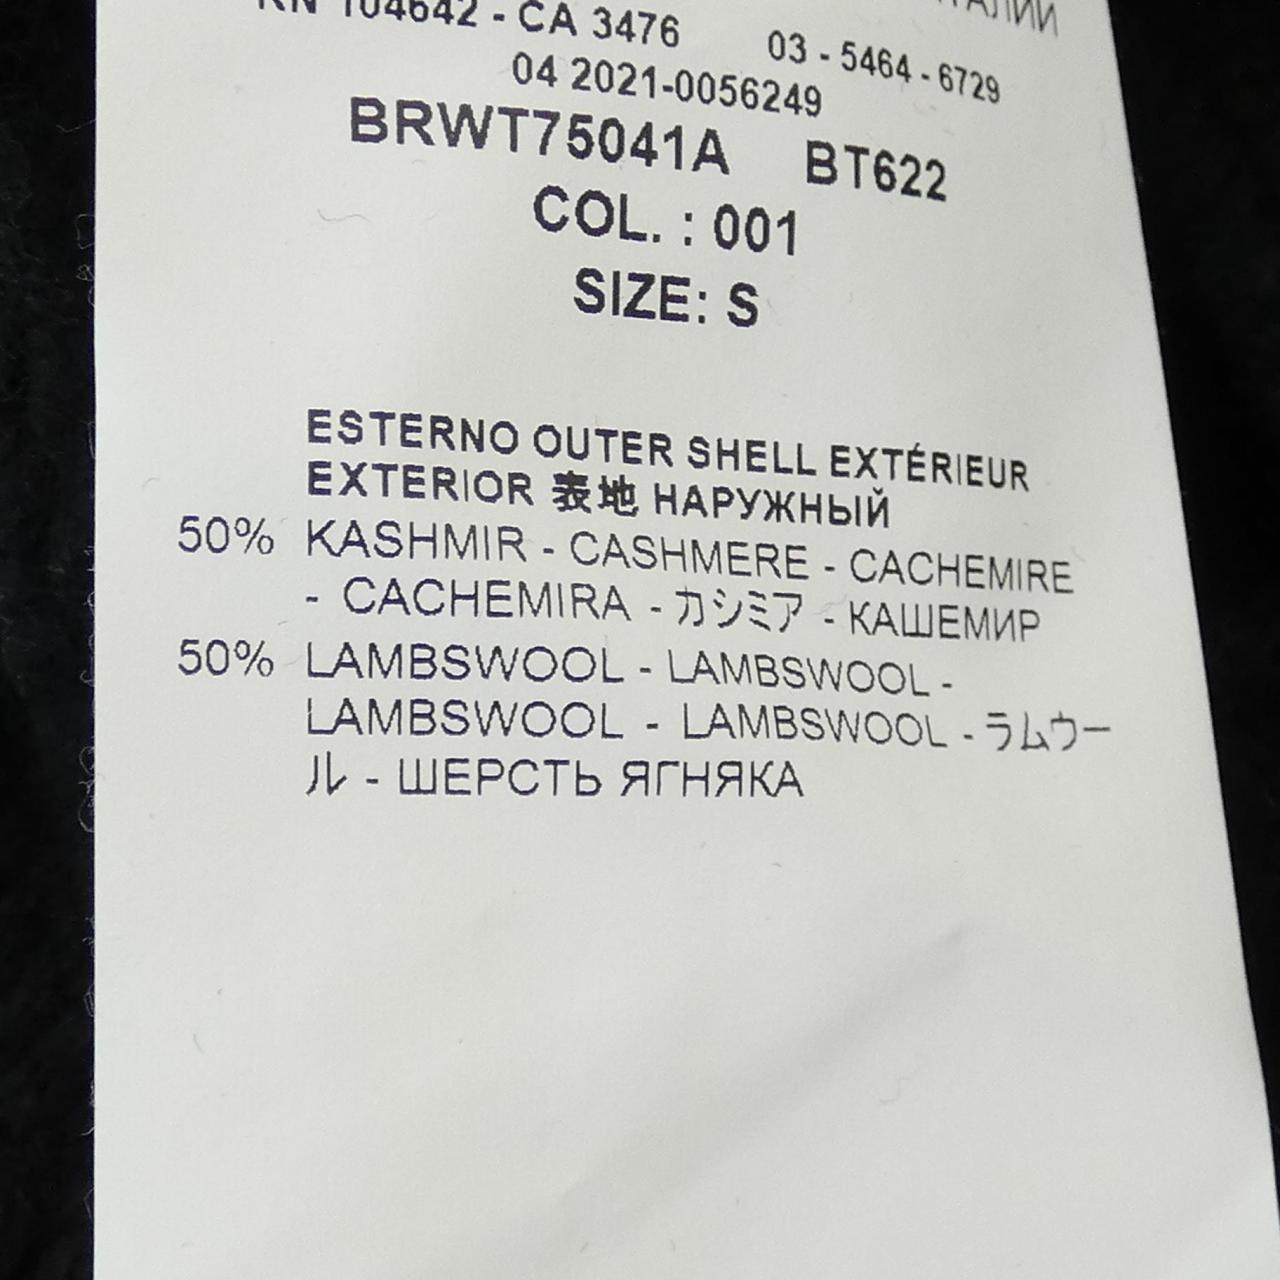 RN 104642 - CA 3476 03 - 5464 - 6729
04 2021-0056249
BRWT75041A BT622
COL. : 001
SIZE: S
ESTERNO OUTER SHELL EXTÉRIEUR
EXTERIOR 表地 НАРУЖНЫЙ
50% KASHMIR - CASHMERE - CACHEMIRE
- CACHEMIRA - カシミア - КАШЕМИР
50% LAMBSWOOL - LAMBSWOOL -
LAMBSWOOL - LAMBSWOOL - ラムウー
ル - ШЕРСТЬ ЯГНЯКА